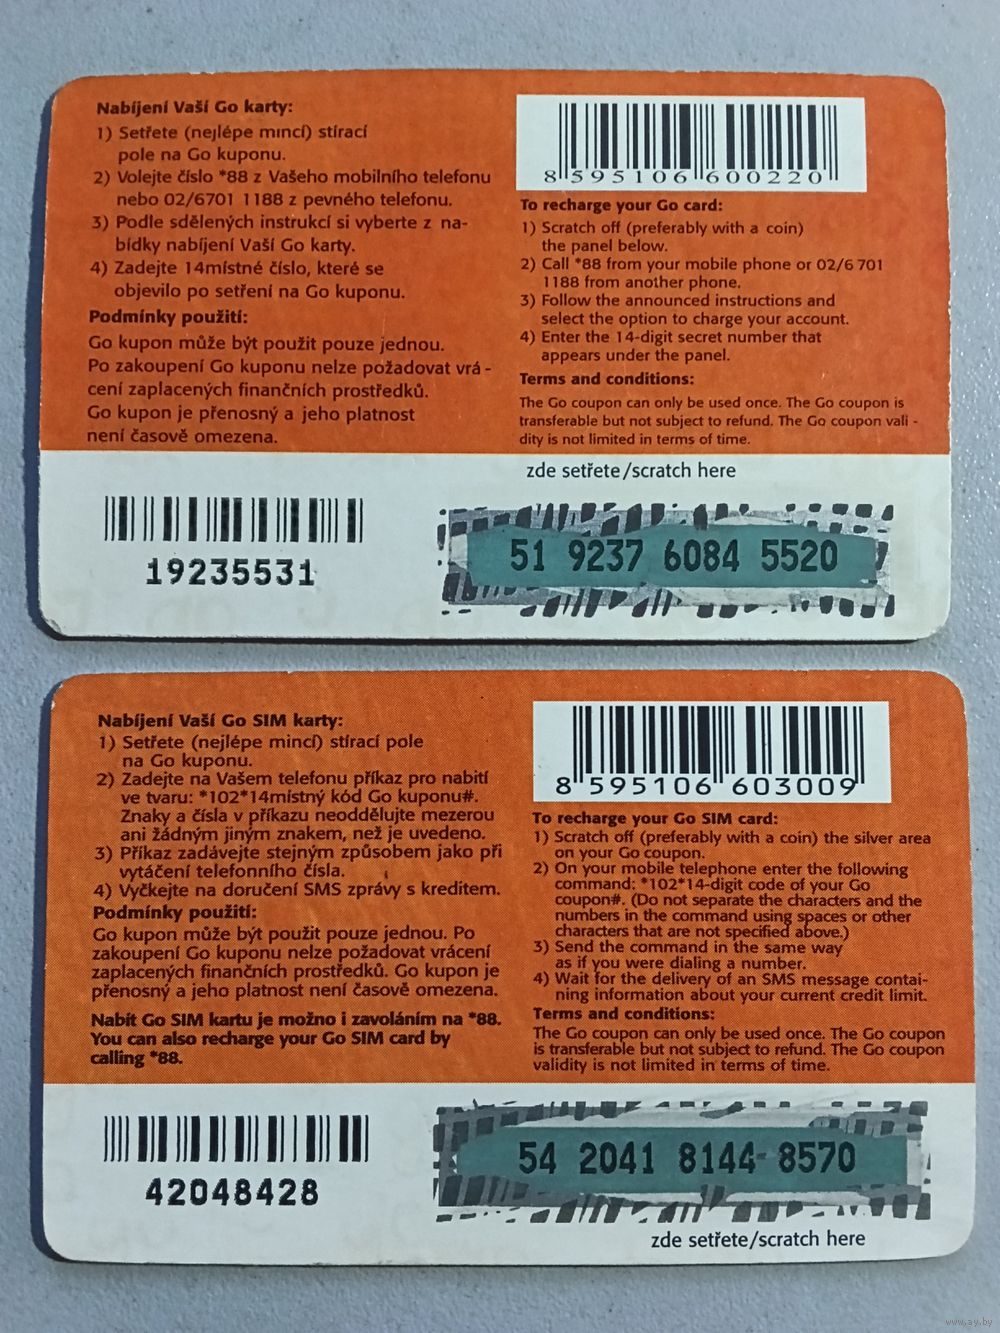 Nabíjení Vaší Go karty:
1) Setřete (nejlépe mincí) stírací
pole na Go kuponu.
2) Volejte číslo *88 z Vašeho mobilního telefonu
nebo 02/6701 1188 z pevného telefonu.
3) Podle sdělených instrukcí si vyberte z na-
bídky nabíjení Vaší Go karty.
4) Zadejte 14místné číslo, které se
objevilo po setření na Go kuponu.
Podmínky použití:
Go kupon může být použit pouze jednou.
Po zakoupení Go kuponu nelze požadovat vrá-
cení zaplacených finančních prostředků.
Go kupon je přenosný a jeho platnost
není časově omezena.
8 595106 600220
To recharge your Go card:
1) Scratch off (preferably with a coin)
the panel below.
2) Call *88 from your mobile phone or 02/6701
1188 from another phone.
3) Follow the announced instructions and
select the option to charge your account.
4) Enter the 14-digit secret number that
appears under the panel.
Terms and conditions:
The Go coupon can only be used once. The Go coupon is
transferable but not subject to refund. The Go coupon vali -
dity is not limited in terms of time.
zde setřete/scratch here
19235531
51 9237 6084 5520
Nabíjení Vaší Go SIM karty:
1) Setřete (nejlépe mincí) stírací pole
na Go kuponu.
2) Zadejte na Vašem telefonu příkaz pro nabití
ve tvaru: *102*14místný kód Go kuponu#.
Znaky a čísla v příkazu neoddělujte mezerou
ani žádným jiným znakem, než je uvedeno.
3) Příkaz zadávejte stejným způsobem jako při
vytáčení telefonního čísla.
4) Vyčkejte na doručení SMS zprávy s kreditem.
Podmínky použití:
Go kupon může být použit pouze jednou. Po
zakoupení Go kuponu nelze požadovat vrácení
zaplacených finančních prostředků. Go kupon je
přenosný a jeho platnost není časově omezena.
Nabít Go SIM kartu je možno i zavoláním na *88.
You can also recharge your Go SIM card by
calling *88.
8 595106 603009
To recharge your Go SIM card:
1) Scratch off (preferably with a coin) the silver area
on your Go coupon.
2) On your mobile telephone enter the following
command: *102*14-digit code of your Go
coupon#. (Do not separate the characters and the
numbers in the command using spaces or other
characters that are not specified above.)
3) Send the command in the same way
as if you were dialing a number.
4) Wait for the delivery of an SMS message contai-
ning information about your current credit limit.
Terms and conditions:
The Go coupon can only be used once. The Go coupon
is transferable but not subject to refund. The Go coupon
validity is not limited in terms of time.
42048428
54 2041 8144 8570
zde setřete/scratch here
www.ay.by